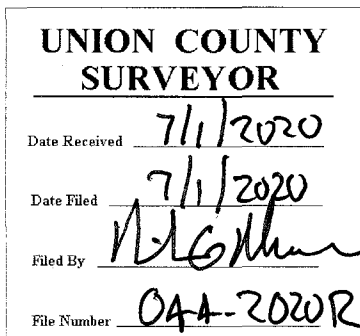 UNION COUNTY
SURVEYOR
Date Received 7/1/2020
Date Filed 7/1/2020
Filed By
File Number 044-2020R